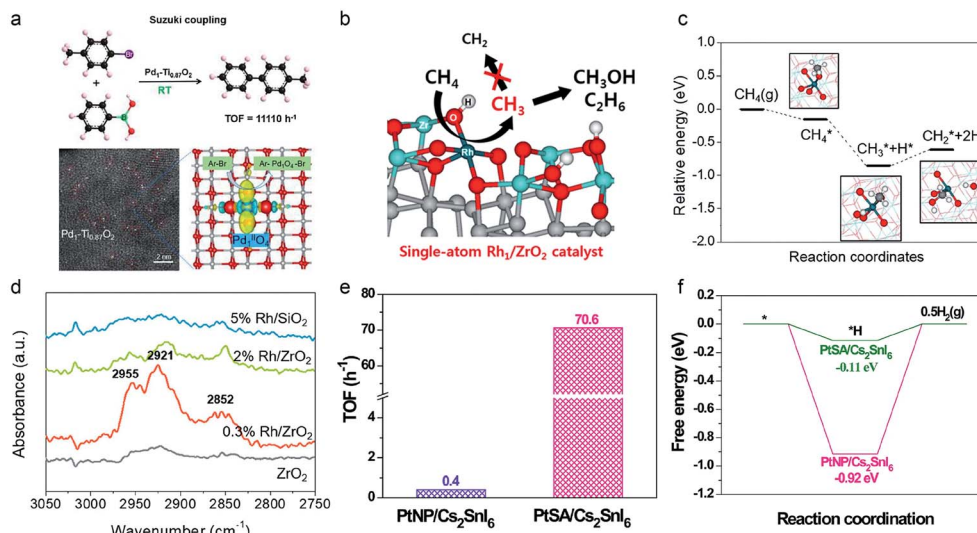 a
Suzuki coupling
Br
Pd₁-Ti₀.₈₇O₂
RT
+
B
TOF = 11110 h⁻¹
Ar-Br
Ar- Pd₁O₄ -Br
Pd₁-Ti₀.₈₇O₂
Pd₁ᴵᴵO₄
2 nm
b
CH₂
CH₄
CH₃
CH₃OH
C₂H₆
H
O
Zr
Rh
Single-atom Rh₁/ZrO₂ catalyst
c
Relative energy (eV)
1.0
0.5
0.0
-0.5
-1.0
-1.5
-2.0
CH₄(g)
CH₄*
CH₃*+H*
CH₂*+2H
Reaction coordinates
d
Absorbance (a.u.)
5% Rh/SiO₂
2921
2% Rh/ZrO₂
2955
2852
0.3% Rh/ZrO₂
ZrO₂
3050 3000 2950 2900 2850 2800 2750
Wavenumber (cm⁻¹)
e
TOF (h⁻¹)
80
70
60
4
2
0
0.4
70.6
PtNP/Cs₂SnI₆
PtSA/Cs₂SnI₆
f
Free energy (eV)
0.2
0.0
-0.2
-0.4
-0.6
-0.8
-1.0
-1.2
*
*H
0.5H₂(g)
PtSA/Cs₂SnI₆
-0.11 eV
PtNP/Cs₂SnI₆
-0.92 eV
Reaction coordination